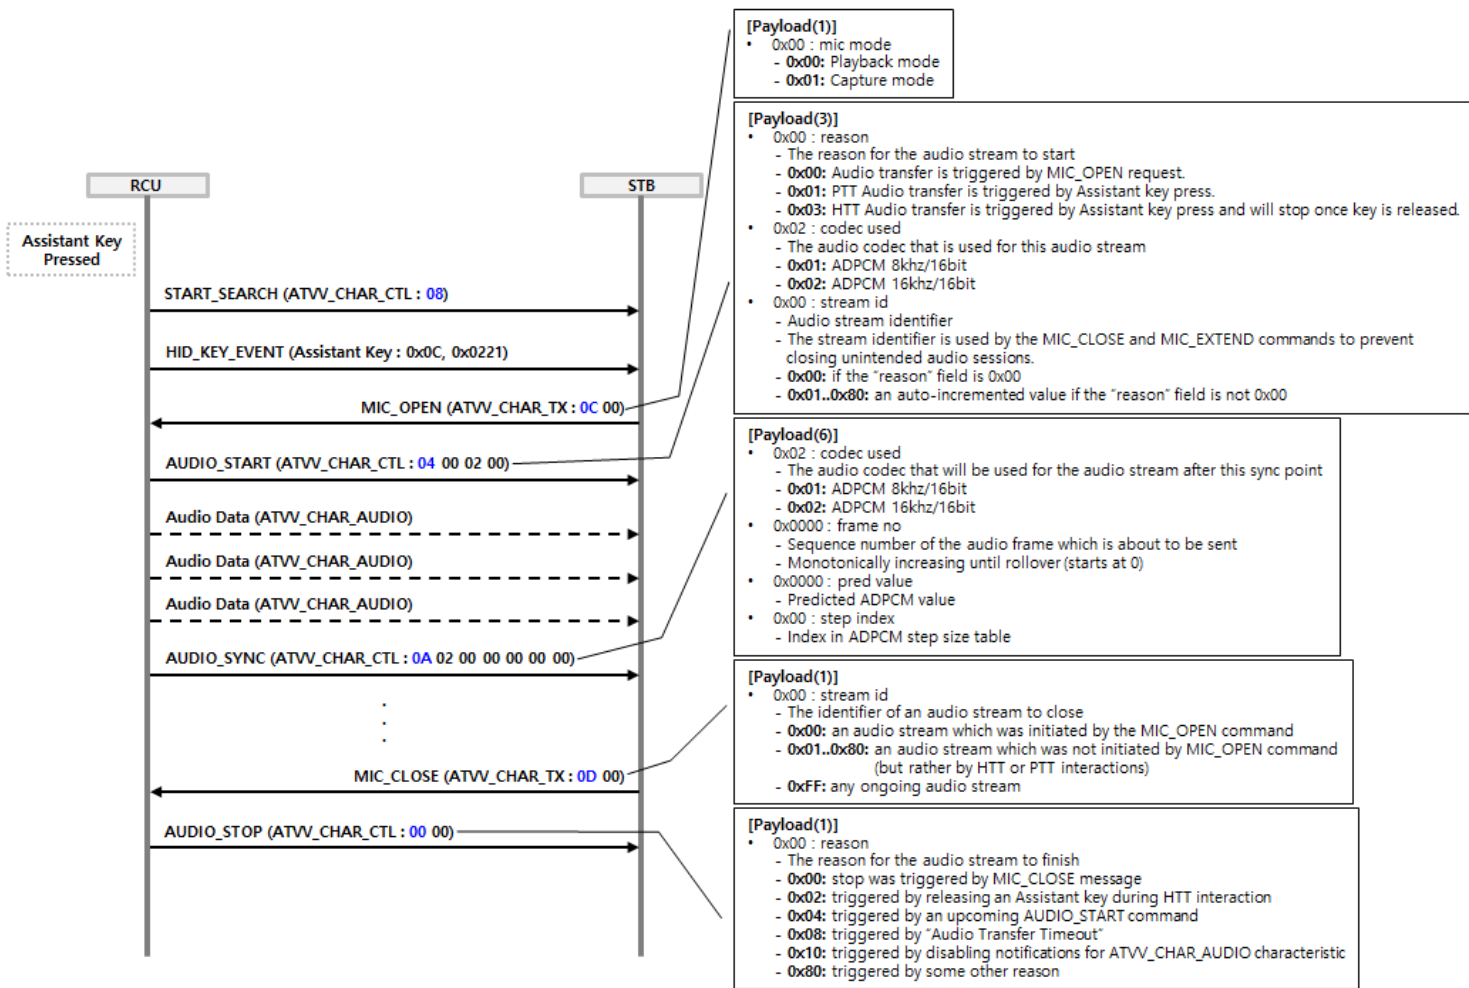 RCU
STB
Assistant Key
Pressed
START_SEARCH (ATVV_CHAR_CTL : 08)
HID_KEY_EVENT (Assistant Key : 0x0C, 0x0221)
MIC_OPEN (ATVV_CHAR_TX : 0C 00)
AUDIO_START (ATVV_CHAR_CTL : 04 00 02 00)
Audio Data (ATVV_CHAR_AUDIO)
Audio Data (ATVV_CHAR_AUDIO)
Audio Data (ATVV_CHAR_AUDIO)
AUDIO_SYNC (ATVV_CHAR_CTL : 0A 02 00 00 00 00 00)
.
.
.
MIC_CLOSE (ATVV_CHAR_TX : 0D 00)
AUDIO_STOP (ATVV_CHAR_CTL : 00 00)
[Payload(1)]
• 0x00 : mic mode
- 0x00: Playback mode
- 0x01: Capture mode
[Payload(3)]
• 0x00 : reason
- The reason for the audio stream to start
- 0x00: Audio transfer is triggered by MIC_OPEN request.
- 0x01: PTT Audio transfer is triggered by Assistant key press.
- 0x03: HTT Audio transfer is triggered by Assistant key press and will stop once key is released.
• 0x02 : codec used
- The audio codec that is used for this audio stream
- 0x01: ADPCM 8khz/16bit
- 0x02: ADPCM 16khz/16bit
• 0x00 : stream id
- Audio stream identifier
- The stream identifier is used by the MIC_CLOSE and MIC_EXTEND commands to prevent
closing unintended audio sessions.
- 0x00: if the "reason" field is 0x00
- 0x01..0x80: an auto-incremented value if the "reason" field is not 0x00
[Payload(6)]
• 0x02 : codec used
- The audio codec that will be used for the audio stream after this sync point
- 0x01: ADPCM 8khz/16bit
- 0x02: ADPCM 16khz/16bit
• 0x0000 : frame no
- Sequence number of the audio frame which is about to be sent
- Monotonically increasing until rollover (starts at 0)
• 0x0000 : pred value
- Predicted ADPCM value
• 0x00 : step index
- Index in ADPCM step size table
[Payload(1)]
• 0x00 : stream id
- The identifier of an audio stream to close
- 0x00: an audio stream which was initiated by the MIC_OPEN command
- 0x01..0x80: an audio stream which was not initiated by MIC_OPEN command
(but rather by HTT or PTT interactions)
- 0xFF: any ongoing audio stream
[Payload(1)]
• 0x00 : reason
- The reason for the audio stream to finish
- 0x00: stop was triggered by MIC_CLOSE message
- 0x02: triggered by releasing an Assistant key during HTT interaction
- 0x04: triggered by an upcoming AUDIO_START command
- 0x08: triggered by "Audio Transfer Timeout"
- 0x10: triggered by disabling notifications for ATVV_CHAR_AUDIO characteristic
- 0x80: triggered by some other reason